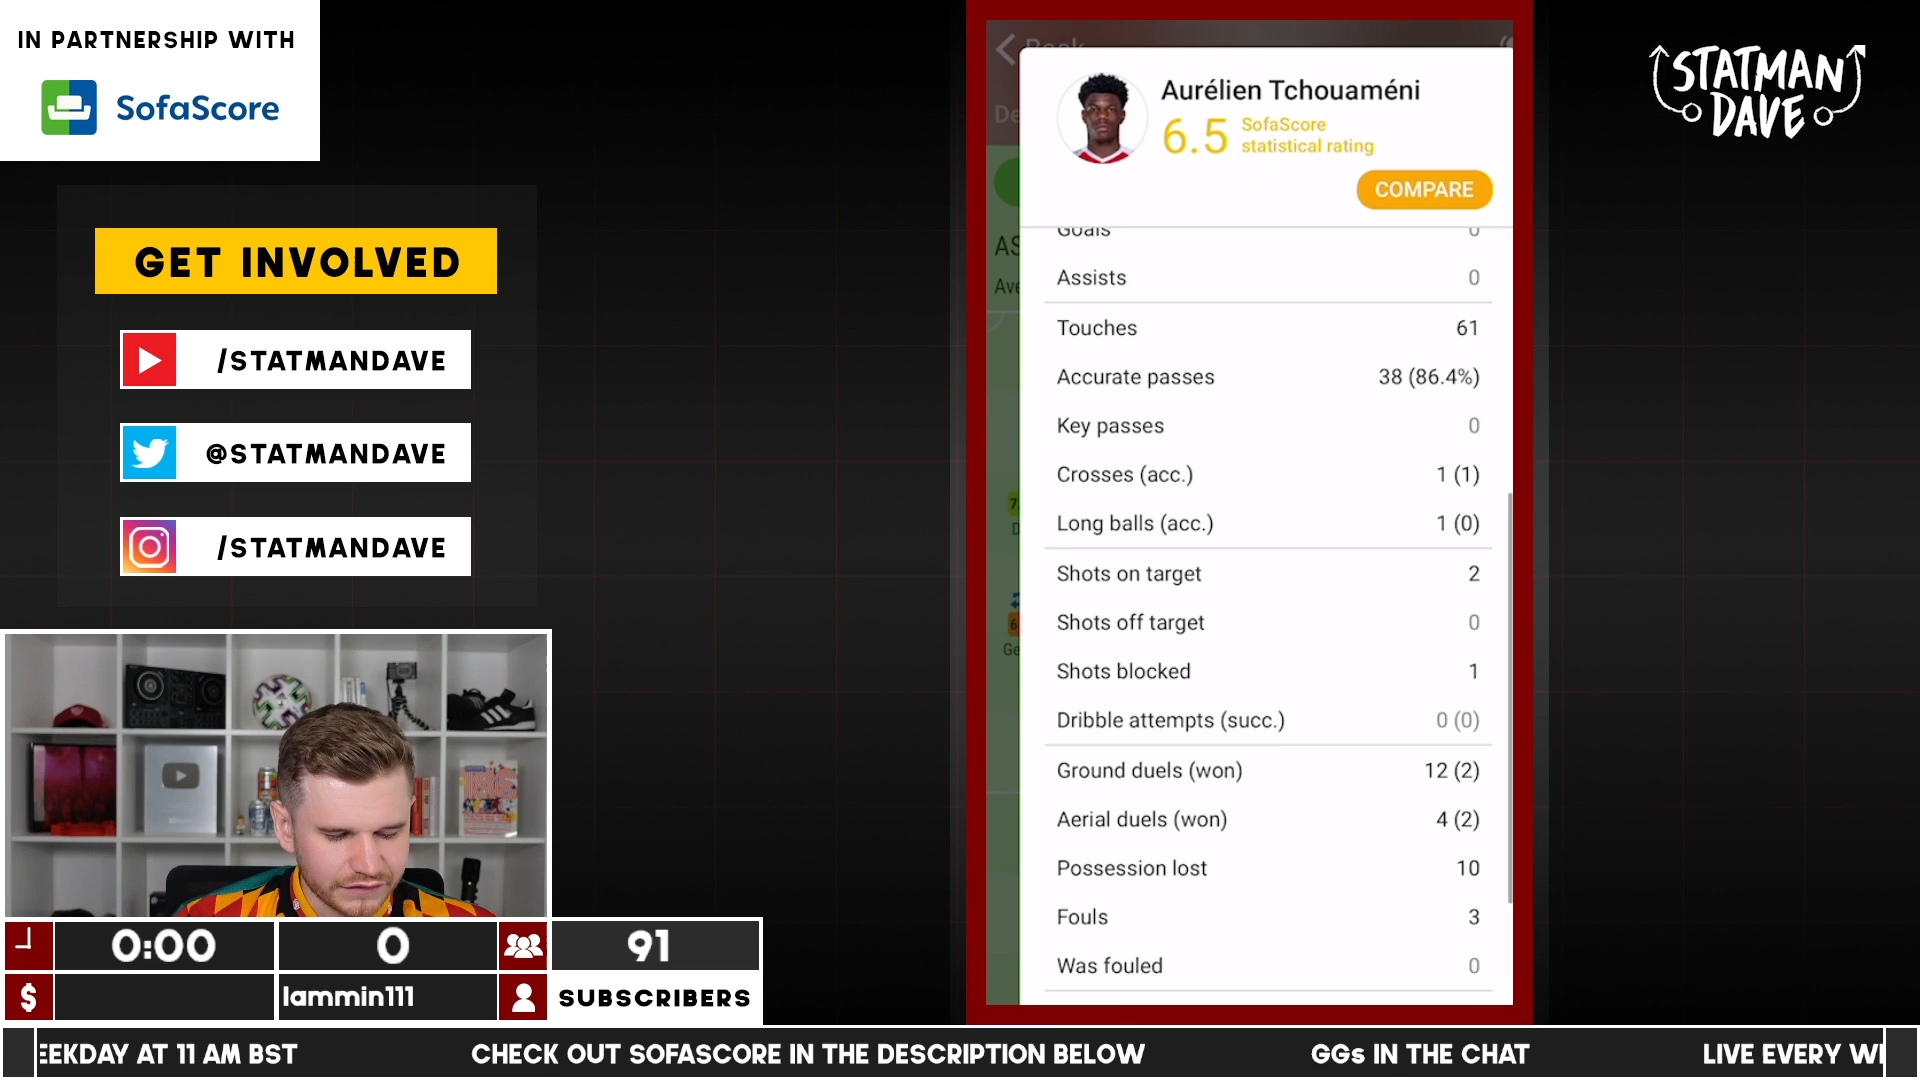 IN PARTNERSHIP WITH
SofaScore
GET INVOLVED
/STATMANDAVE
@STATMANDAVE
/STATMANDAVE
0:00
0
91
$
lammin111
SUBSCRIBERS
Back
Aurélien Tchouaméni
6.5
SofaScore
statistical rating
COMPARE
Goals 0
Assists 0
Touches 61
Accurate passes 38 (86.4%)
Key passes 0
Crosses (acc.) 1 (1)
Long balls (acc.) 1 (0)
Shots on target 2
Shots off target 0
Shots blocked 1
Dribble attempts (succ.) 0 (0)
Ground duels (won) 12 (2)
Aerial duels (won) 4 (2)
Possession lost 10
Fouls 3
Was fouled 0
STATMAN
DAVE
EEKDAY AT 11 AM BST CHECK OUT SOFASCORE IN THE DESCRIPTION BELOW GGs IN THE CHAT LIVE EVERY WE